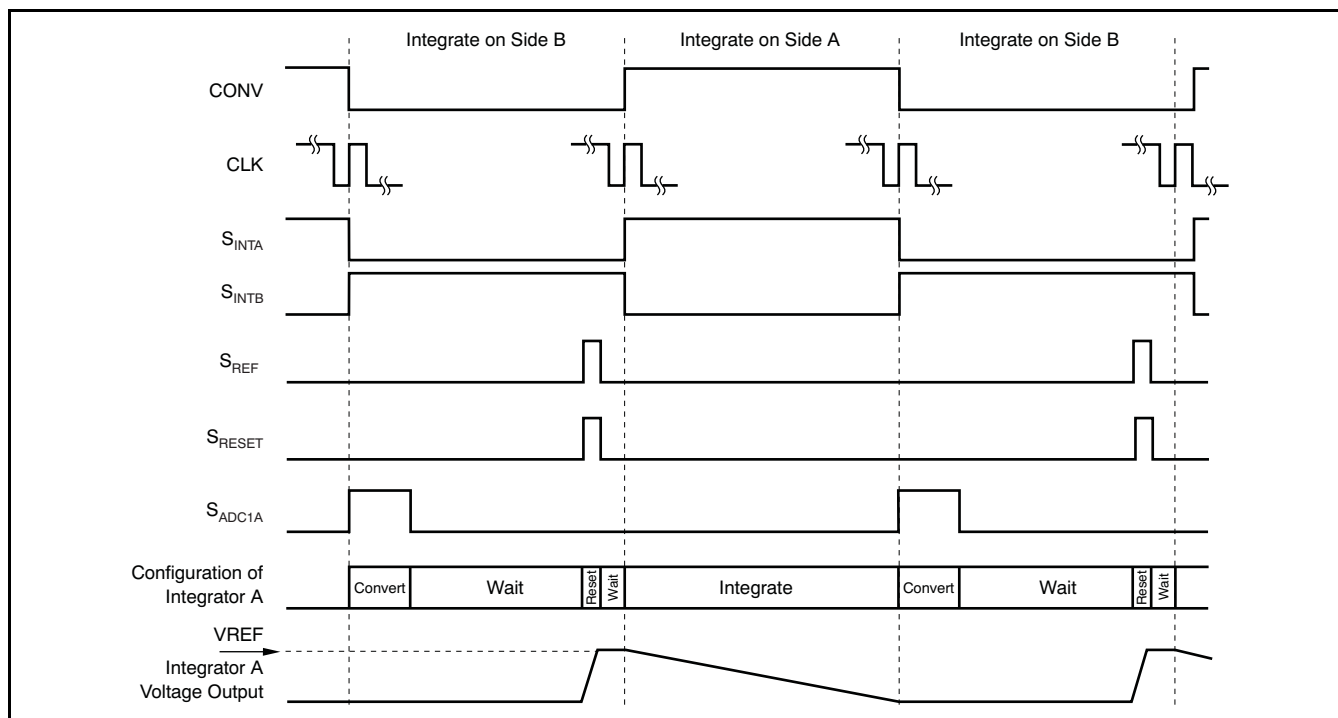 Integrate on Side B
Integrate on Side A
Integrate on Side B
CONV
CLK
SINTA
SINTB
SREF
SRESET
SADC1A
Configuration of
Integrator A
Convert
Wait
Reset
Wait
Integrate
Convert
Wait
Reset
Wait
VREF
Integrator A
Voltage Output